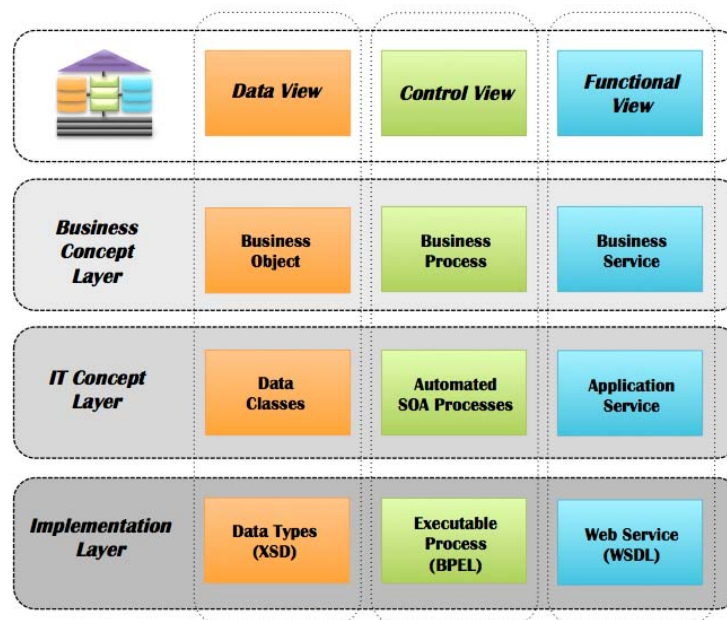 Data View
Control View
Functional
View
Business
Concept
Layer
Business
Object
Business
Process
Business
Service
IT Concept
Layer
Data
Classes
Automated
SOA Processes
Application
Service
Implementation
Layer
Data Types
(XSD)
Executable
Process
(BPEL)
Web Service
(WSDL)